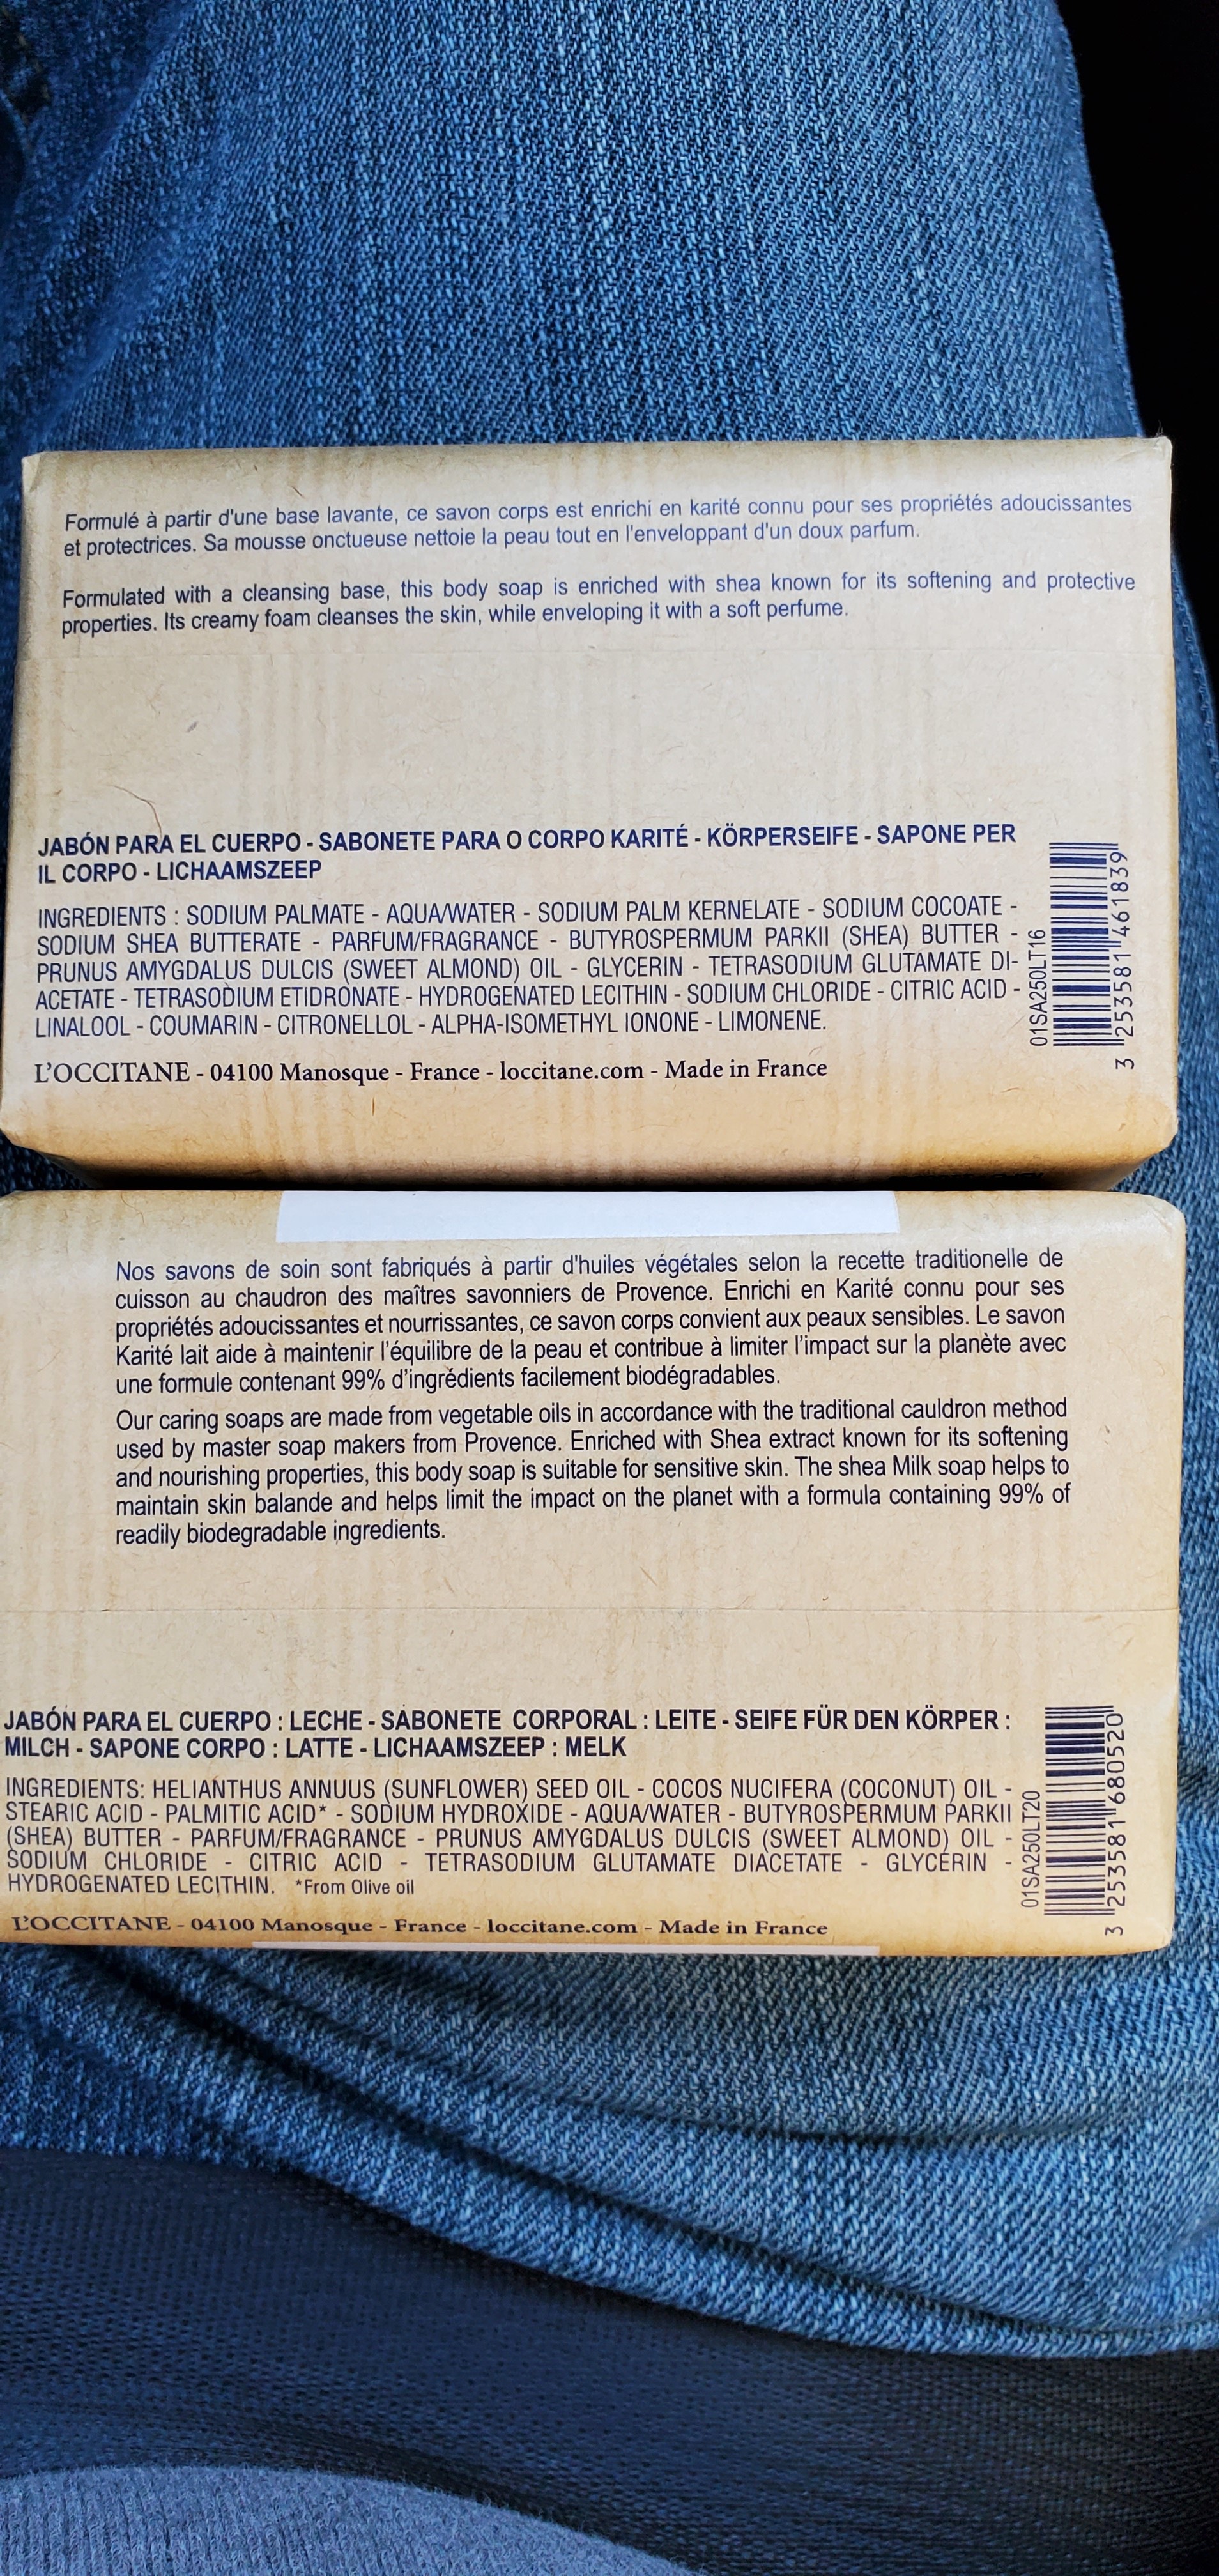 Formulé à partir d'une base lavante, ce savon corps est enrichi en karité connu pour ses propriétés adoucissantes
et protectrices. Sa mousse onctueuse nettoie la peau tout en l'enveloppant d'un doux parfum.
Formulated with a cleansing base, this body soap is enriched with shea known for its softening and protective
properties. Its creamy foam cleanses the skin, while enveloping it with a soft perfume.
JABÓN PARA EL CUERPO - SABONETE PARA O CORPO KARITÉ - KÖRPERSEIFE - SAPONE PER
IL CORPO - LICHAAMSZEEP
INGREDIENTS : SODIUM PALMATE - AQUA/WATER - SODIUM PALM KERNELATE - SODIUM COCOATE -
SODIUM SHEA BUTTERATE - PARFUM/FRAGRANCE - BUTYROSPERMUM PARKII (SHEA) BUTTER -
PRUNUS AMYGDALUS DULCIS (SWEET ALMOND) OIL - GLYCERIN - TETRASODIUM GLUTAMATE DI-
ACETATE - TETRASODIUM ETIDRONATE - HYDROGENATED LECITHIN - SODIUM CHLORIDE - CITRIC ACID -
LINALOOL - COUMARIN - CITRONELLOL - ALPHA-ISOMETHYL IONONE - LIMONENE.
L'OCCITANE - 04100 Manosque - France - loccitane.com - Made in France
01SA250LT16
3 253581 461839
Nos savons de soin sont fabriqués à partir d'huiles végétales selon la recette traditionelle de
cuisson au chaudron des maîtres savonniers de Provence. Enrichi en Karité connu pour ses
propriétés adoucissantes et nourrissantes, ce savon corps convient aux peaux sensibles. Le savon
Karité lait aide à maintenir l'équilibre de la peau et contribue à limiter l'impact sur la planète avec
une formule contenant 99% d'ingrédients facilement biodégradables.
Our caring soaps are made from vegetable oils in accordance with the traditional cauldron method
used by master soap makers from Provence. Enriched with Shea extract known for its softening
and nourishing properties, this body soap is suitable for sensitive skin. The shea Milk soap helps to
maintain skin balande and helps limit the impact on the planet with a formula containing 99% of
readily biodegradable ingredients.
JABÓN PARA EL CUERPO : LECHE - SABONETE CORPORAL : LEITE - SEIFE FÜR DEN KÖRPER :
MILCH - SAPONE CORPO : LATTE - LICHAAMSZEEP : MELK
INGREDIENTS: HELIANTHUS ANNUUS (SUNFLOWER) SEED OIL - COCOS NUCIFERA (COCONUT) OIL -
STEARIC ACID - PALMITIC ACID* - SODIUM HYDROXIDE - AQUA/WATER - BUTYROSPERMUM PARKII
(SHEA) BUTTER - PARFUM/FRAGRANCE - PRUNUS AMYGDALUS DULCIS (SWEET ALMOND) OIL -
SODIUM CHLORIDE - CITRIC ACID - TETRASODIUM GLUTAMATE DIACETATE - GLYCERIN -
HYDROGENATED LECITHIN. *From Olive oil
L'OCCITANE - 04100 Manosque - France - loccitane.com - Made in France
01SA250LT20
3 253581 680520